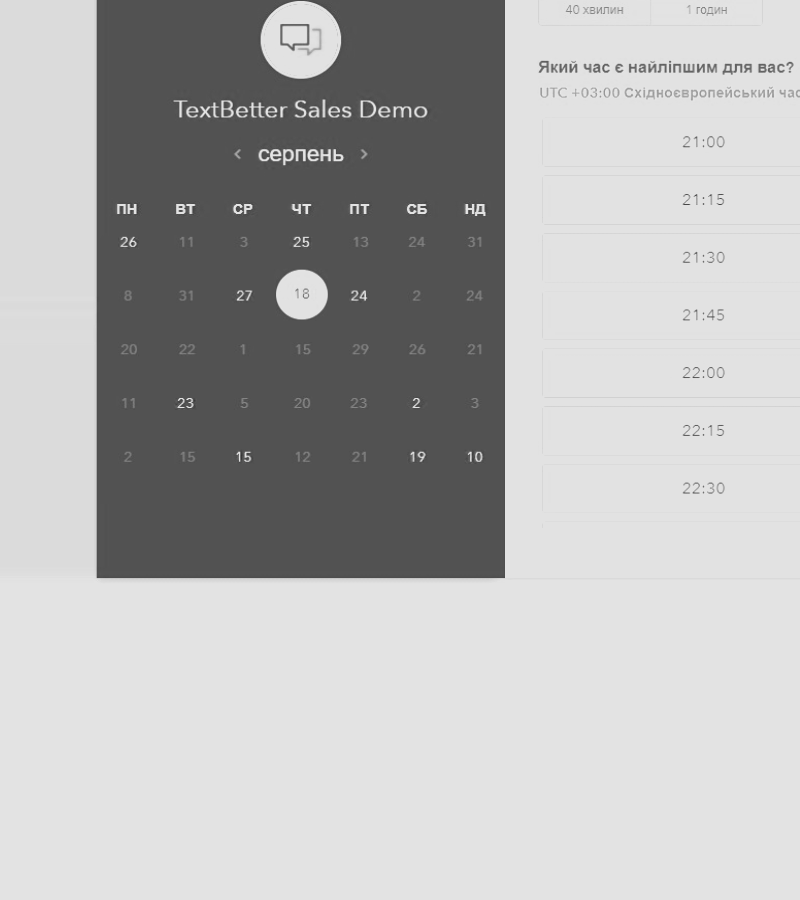 TextBetter Sales Demo
‹ серпень ›
ПН ВТ СР ЧТ ПТ СБ НД
26 11 3 25 13 24 31
8 31 27 18 24 2 24
20 22 1 15 29 26 21
11 23 5 20 23 2 3
2 15 15 12 21 19 10
40 хвилин 1 годин
Який час є найліпшим для вас?
UTC +03:00 Східноєвропейський час
21:00
21:15
21:30
21:45
22:00
22:15
22:30